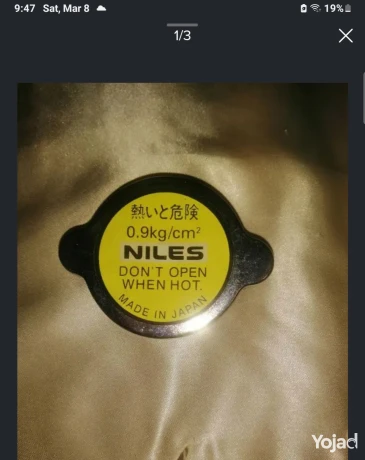 9:47 Sat, Mar 8
19%
1/3
熱いと危険
0.9kg/cm²
NILES
DON'T OPEN
WHEN HOT.
MADE IN JAPAN
Yojad